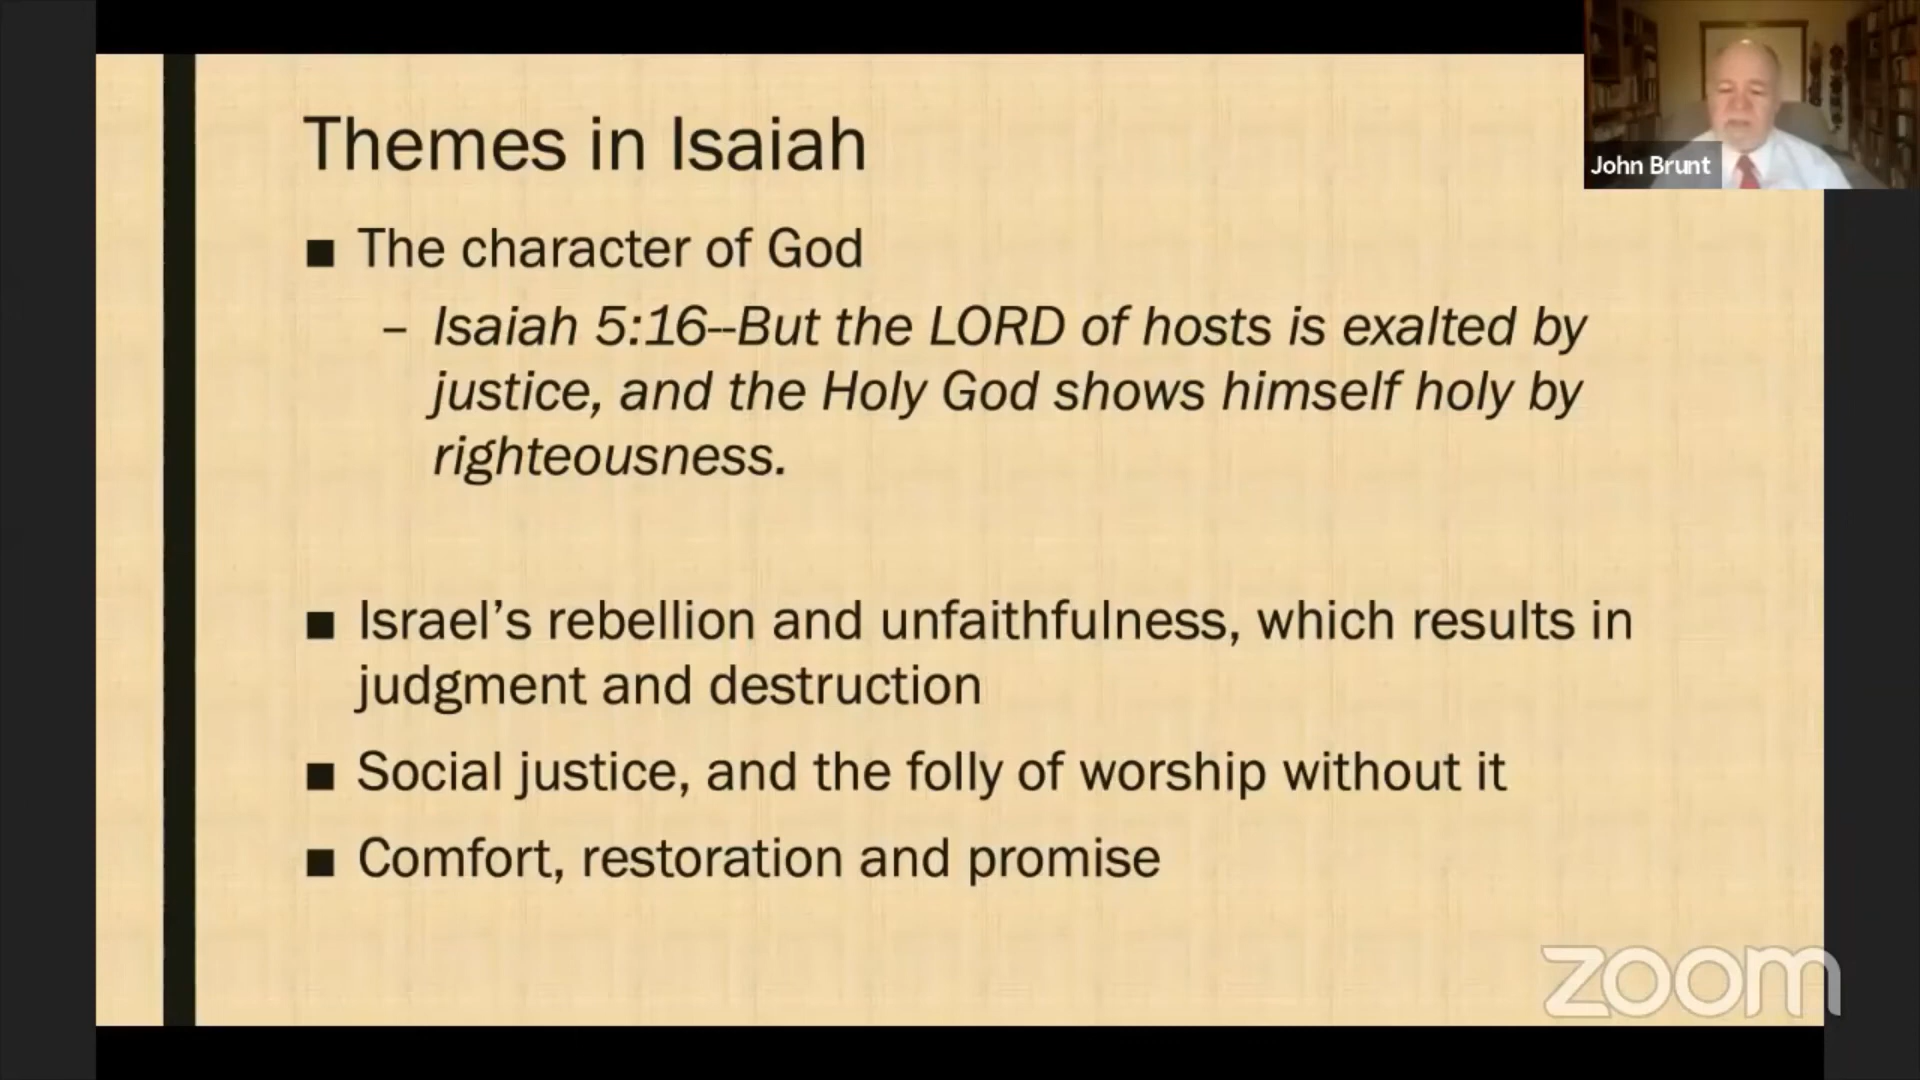 Themes in Isaiah
■ The character of God
– Isaiah 5:16--But the LORD of hosts is exalted by
justice, and the Holy God shows himself holy by
righteousness.
■ Israel’s rebellion and unfaithfulness, which results in
judgment and destruction
■ Social justice, and the folly of worship without it
■ Comfort, restoration and promise
John Brunt
zoom